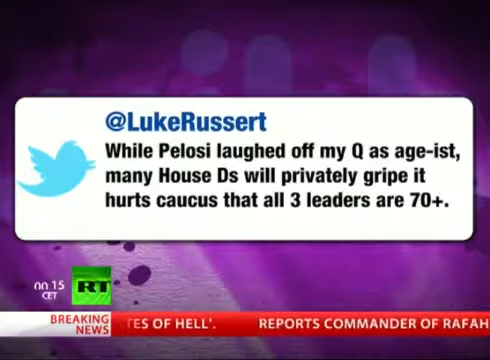 @LukeRussert
While Pelosi laughed off my Q as age-ist,
many House Ds will privately gripe it
hurts caucus that all 3 leaders are 70+.
00.15
CET
RT
BREAKING
NEWS
TES OF HELL'.
REPORTS COMMANDER OF RAFAH